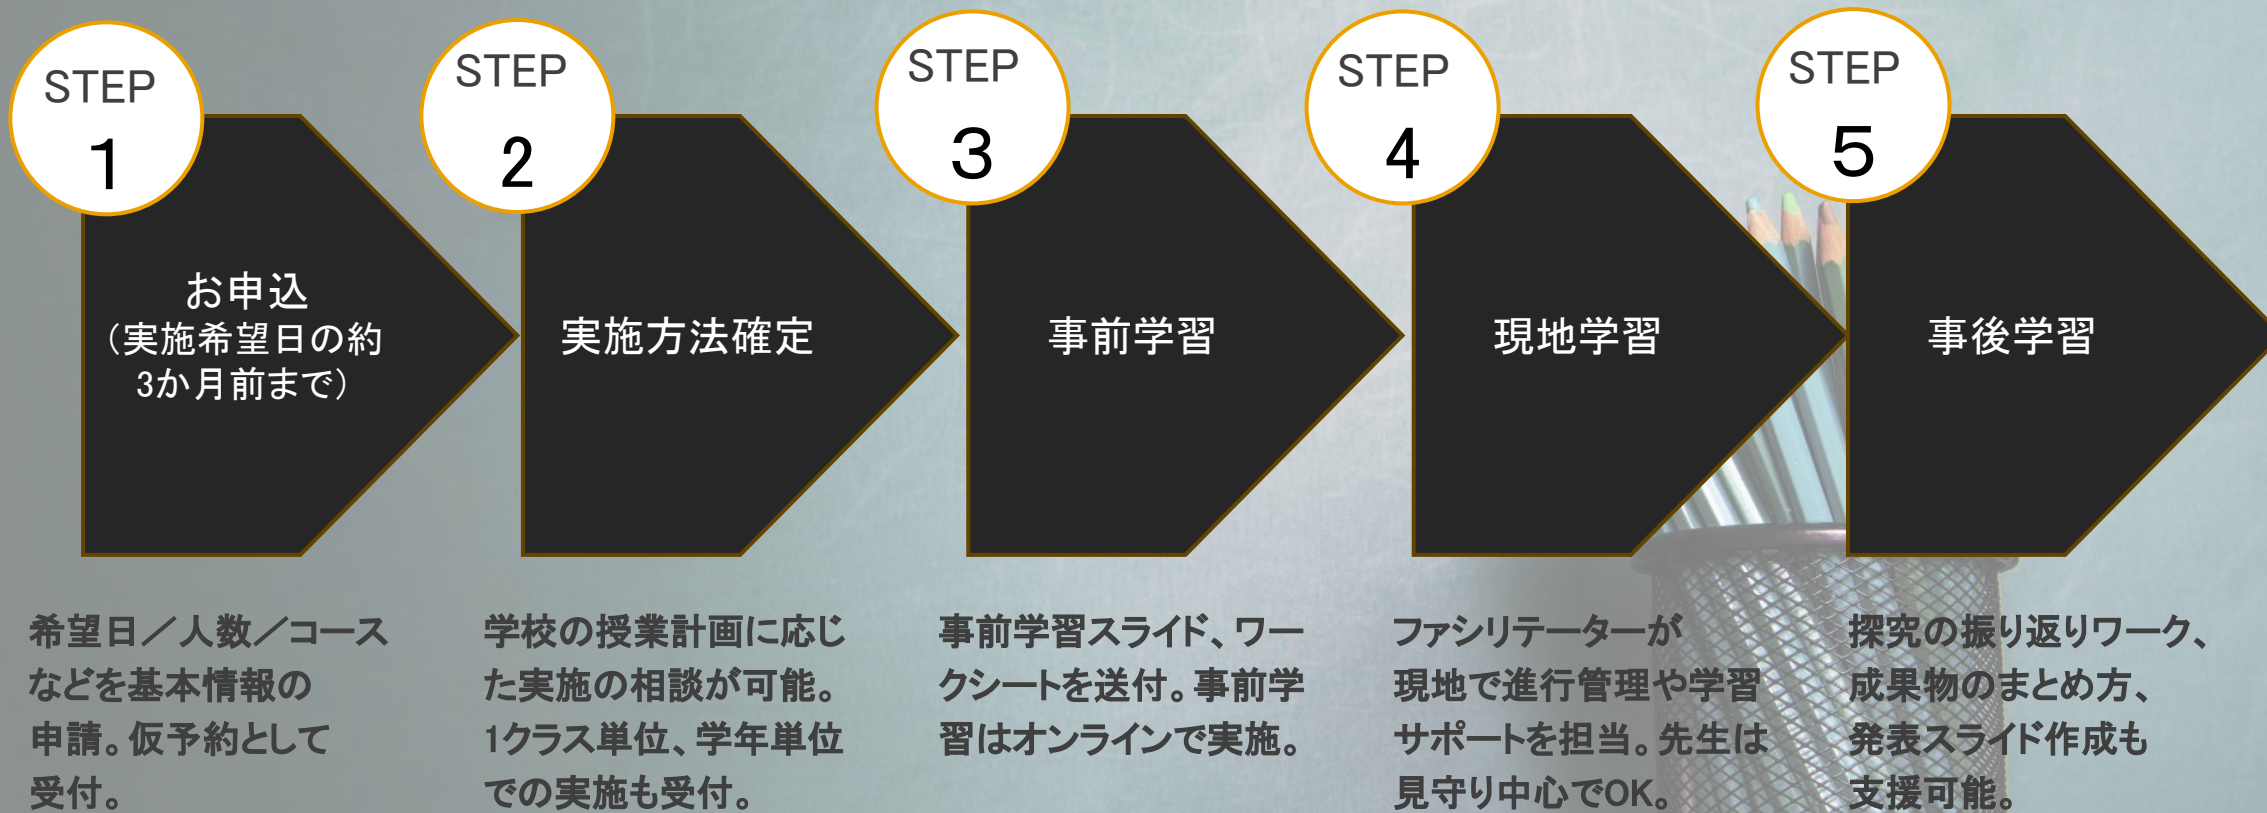 STEP
1
お申込
（実施希望日の約
3か月前まで）
希望日／人数／コース
などを基本情報の
申請。仮予約として
受付。
STEP
2
実施方法確定
学校の授業計画に応じ
た実施の相談が可能。
1クラス単位、学年単位
での実施も受付。
STEP
3
事前学習
事前学習スライド、ワー
クシートを送付。事前学
習はオンラインで実施。
STEP
4
現地学習
ファシリテーターが
現地で進行管理や学習
サポートを担当。先生は
見守り中心でOK。
STEP
5
事後学習
探究の振り返りワーク、
成果物のまとめ方、
発表スライド作成も
支援可能。